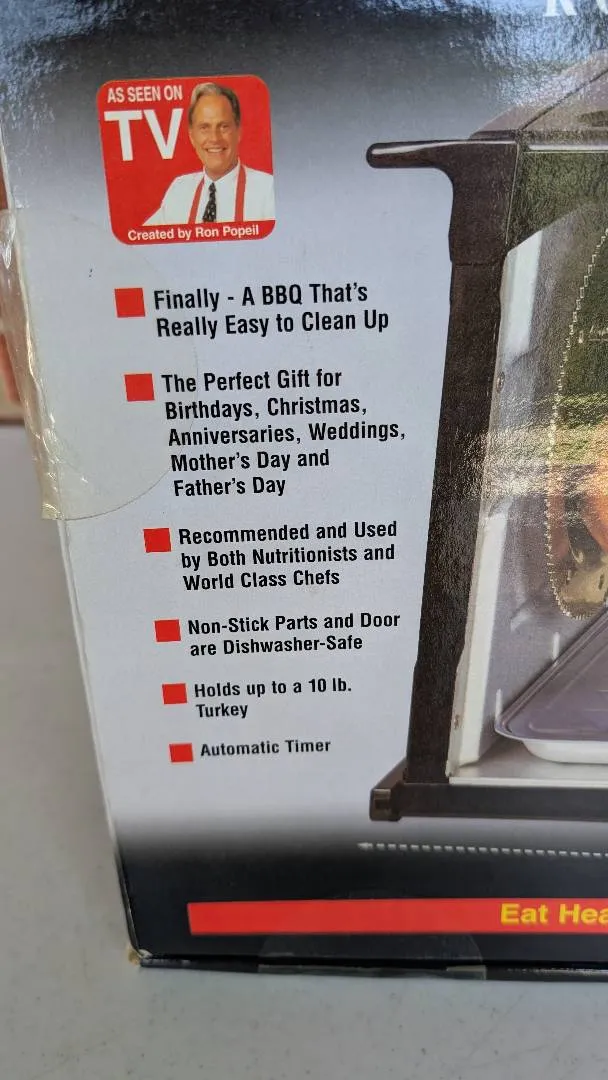 AS SEEN ON
TV
Created by Ron Popeil
Finally - A BBQ That's
Really Easy to Clean Up
The Perfect Gift for
Birthdays, Christmas,
Anniversaries, Weddings,
Mother's Day and
Father's Day
Recommended and Used
by Both Nutritionists and
World Class Chefs
Non-Stick Parts and Door
are Dishwasher-Safe
Holds up to a 10 lb.
Turkey
Automatic Timer
Eat Hea